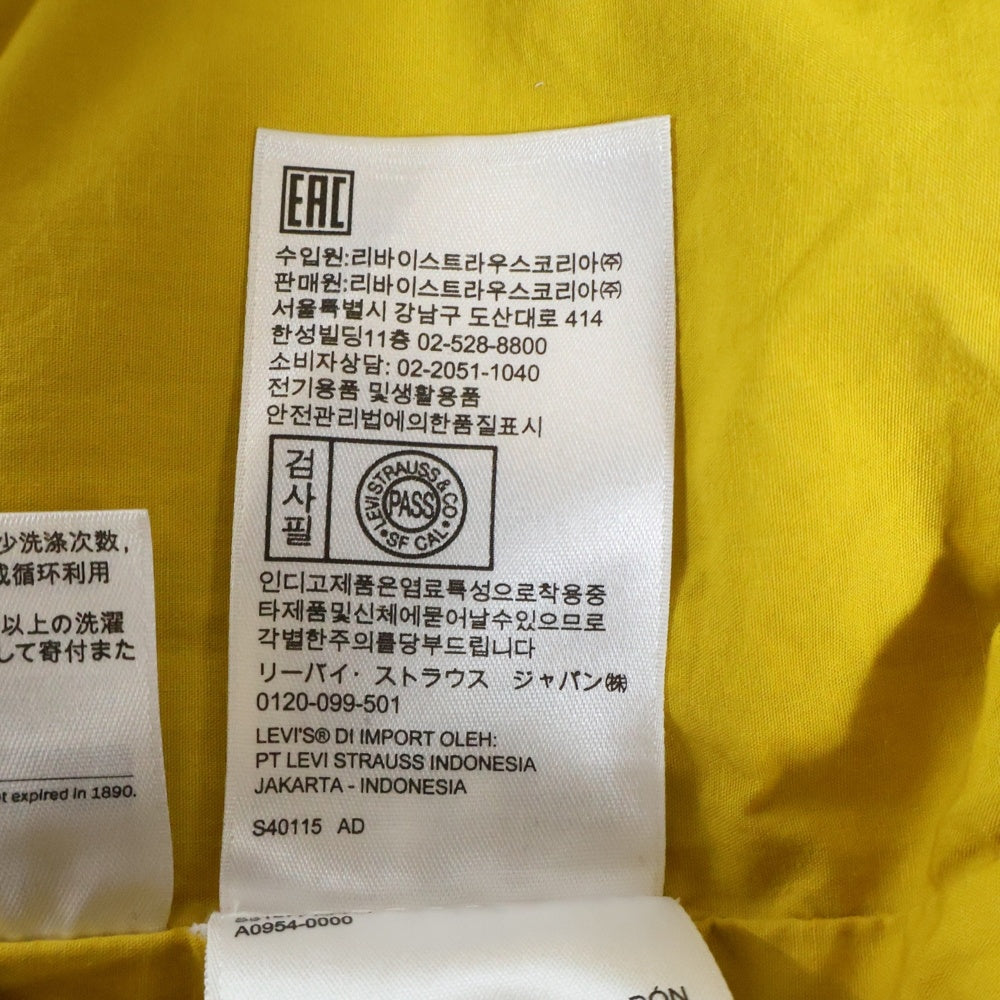 EAC
수입원:리바이스트라우스코리아㈜
판매원:리바이스트라우스코리아㈜
서울특별시 강남구 도산대로 414
한성빌딩11층 02-528-8800
소비자상담: 02-2051-1040
전기용품 및생활용품
안전관리법에의한품질표시
검사필
LEVI STRAUSS & CO
PASS
SF CAL
인디고제품은염료특성으로착용중
타제품및신체에묻어날수있으므로
각별한주의를당부드립니다
リーバイ・ストラウス ジャパン㈱
0120-099-501
LEVI'S® DI IMPORT OLEH:
PT LEVI STRAUSS INDONESIA
JAKARTA - INDONESIA
S40115 AD
少洗涤次数,
循环利用
以上の洗濯
して寄付また
expired in 1890.
A0954-0000